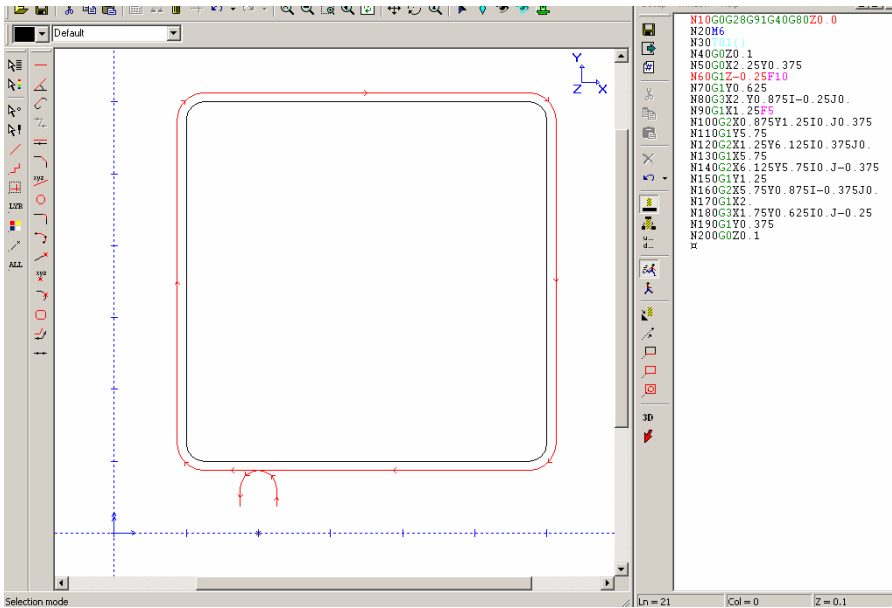 Default
LYR
ALL
xyz
xyz
Y
Z X
u...
d...
3D
N10G0G28G91G40G80Z0.0
N20M6
N30T01()
N40G0Z0.1
N50G0X2.25Y0.375
N60G1Z-0.25F10
N70G1Y0.625
N80G3X2.Y0.875I-0.25J0.
N90G1X1.25F5
N100G2X0.875Y1.25I0.J0.375
N110G1Y5.75
N120G2X1.25Y6.125I0.375J0.
N130G1X5.75
N140G2X6.125Y5.75I0.J-0.375
N150G1Y1.25
N160G2X5.75Y0.875I-0.375J0.
N170G1X2.
N180G3X1.75Y0.625I0.J-0.25
N190G1Y0.375
N200G0Z0.1
¤
Selection mode
Ln = 21
Col = 0
Z = 0.1